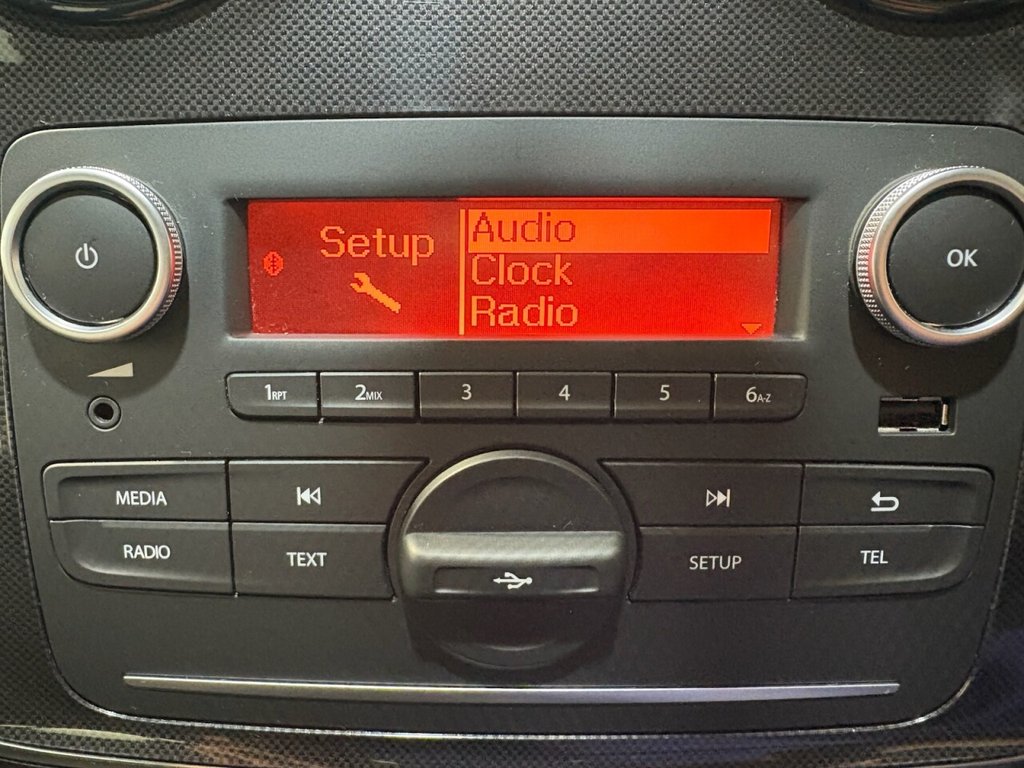 Setup
Audio
Clock
Radio
OK
1RPT
2MIX
3
4
5
6A-Z
MEDIA
RADIO
TEXT
SETUP
TEL